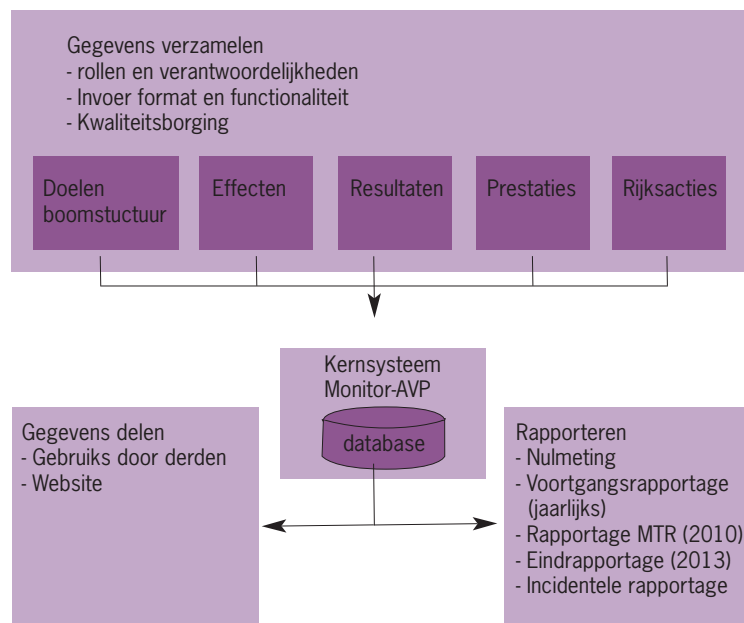 Gegevens verzamelen
- rollen en verantwoordelijkheden
- Invoer format en functionaliteit
- Kwaliteitsborging
Doelen
boomstuctuur
Effecten
Resultaten
Prestaties
Rijksacties
Kernsysteem
Monitor-AVP
database
Gegevens delen
- Gebruiks door derden
- Website
Rapporteren
- Nulmeting
- Voortgangsrapportage
(jaarlijks)
- Rapportage MTR (2010)
- Eindrapportage (2013)
- Incidentele rapportage